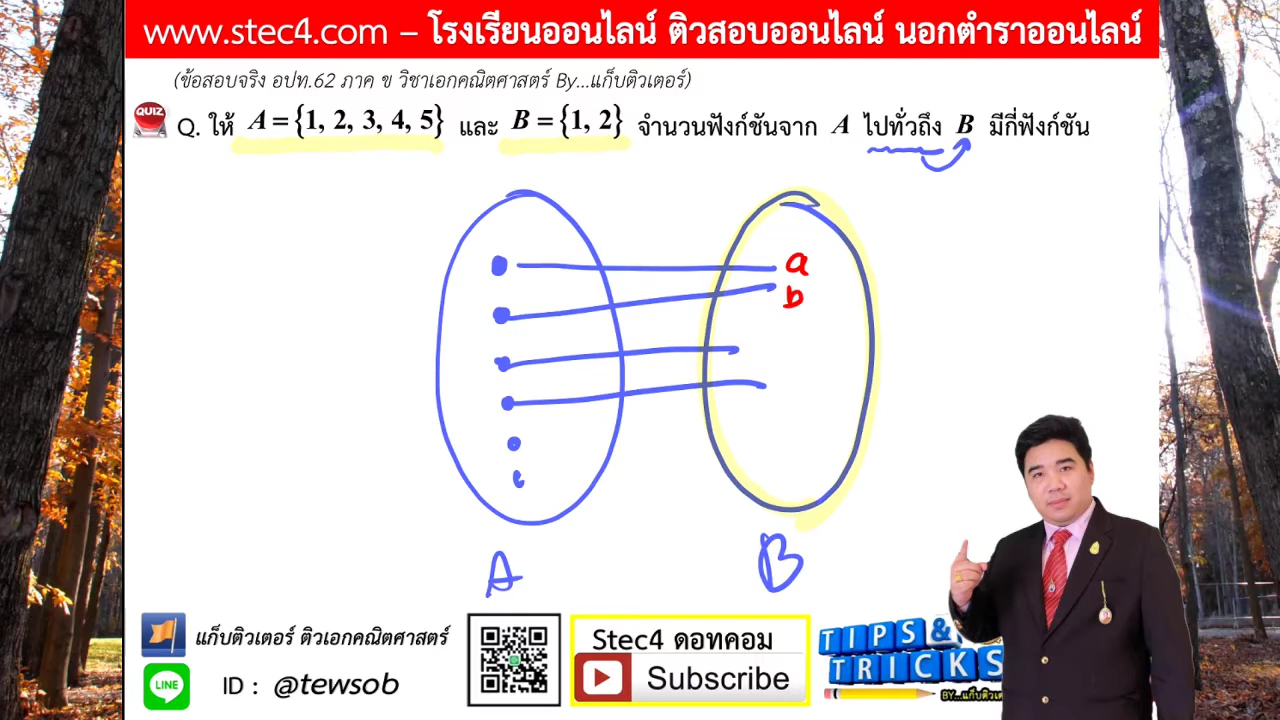 www.stec4.com – โรงเรียนออนไลน์ ติวสอบออนไลน์ นอกตำราออนไลน์
(ข้อสอบจริง อปท.62 ภาค ข วิชาเอกคณิตศาสตร์ By...แก็บติวเตอร์)
QUIZ
Q. ให้ A = {1, 2, 3, 4, 5} และ B = {1, 2} จำนวนฟังก์ชันจาก A ไปทั่วถึง B มีกี่ฟังก์ชัน
a
b
A B
แก็บติวเตอร์ ติวเอกคณิตศาสตร์
LINE ID : @tewsob
Stec4 ดอทคอม
Subscribe
TIPS &
TRICKS
BY...แก็บติวเ